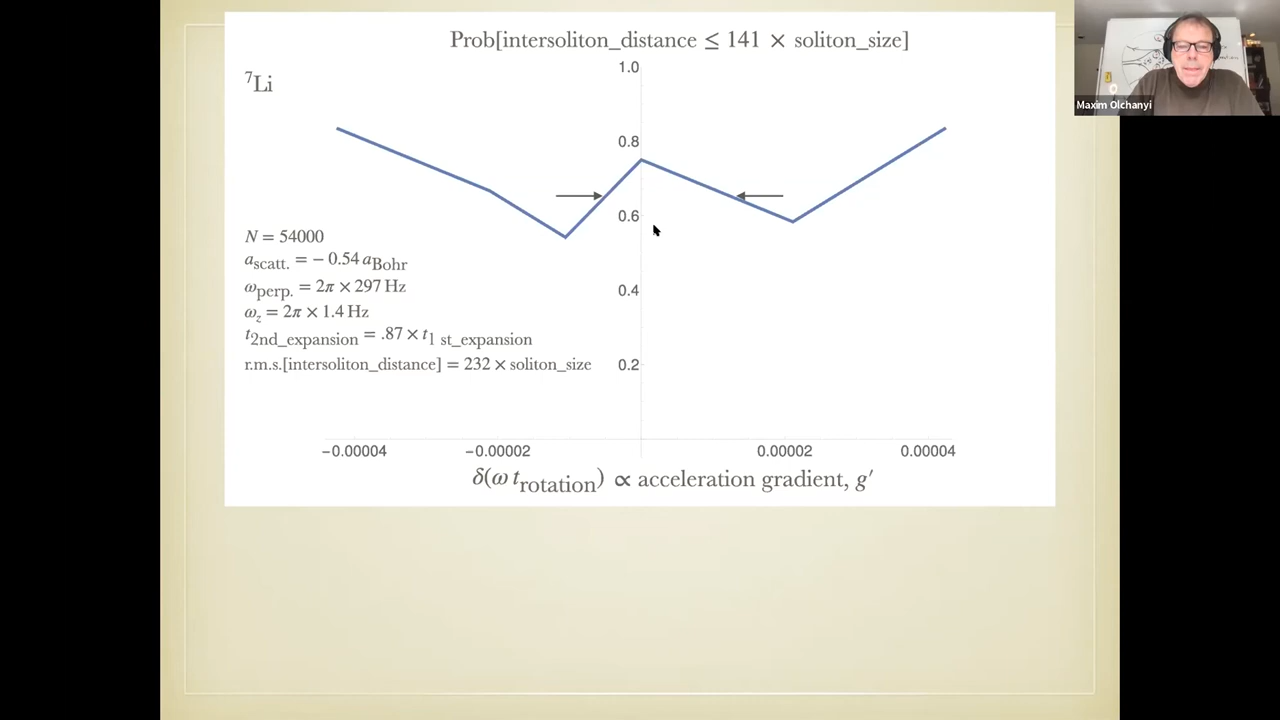 Prob[intersoliton_distance ≤ 141 × soliton_size]
⁷Li
1.0
0.8
0.6
0.4
0.2
N = 54000
a_scatt. = − 0.54 a_Bohr
ω_perp. = 2π × 297 Hz
ω_z = 2π × 1.4 Hz
t_2nd_expansion = .87 × t_1 st_expansion
r.m.s.[intersoliton_distance] = 232 × soliton_size
−0.00004
−0.00002
0.00002
0.00004
δ(ω t_rotation) ∝ acceleration gradient, g′
Maxim Olchanyi